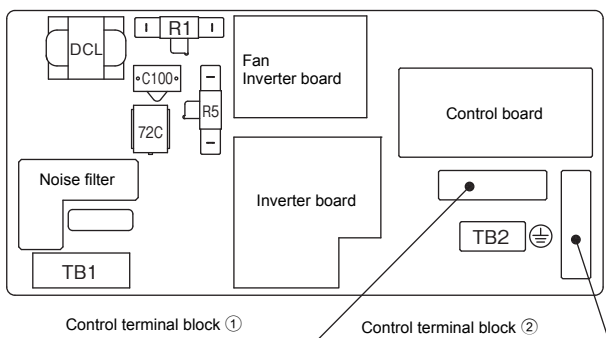 DCL
R1
C100
72C
R5
Fan
Inverter board
Control board
Noise filter
Inverter board
TB1
TB2
Control terminal block ①
Control terminal block ②